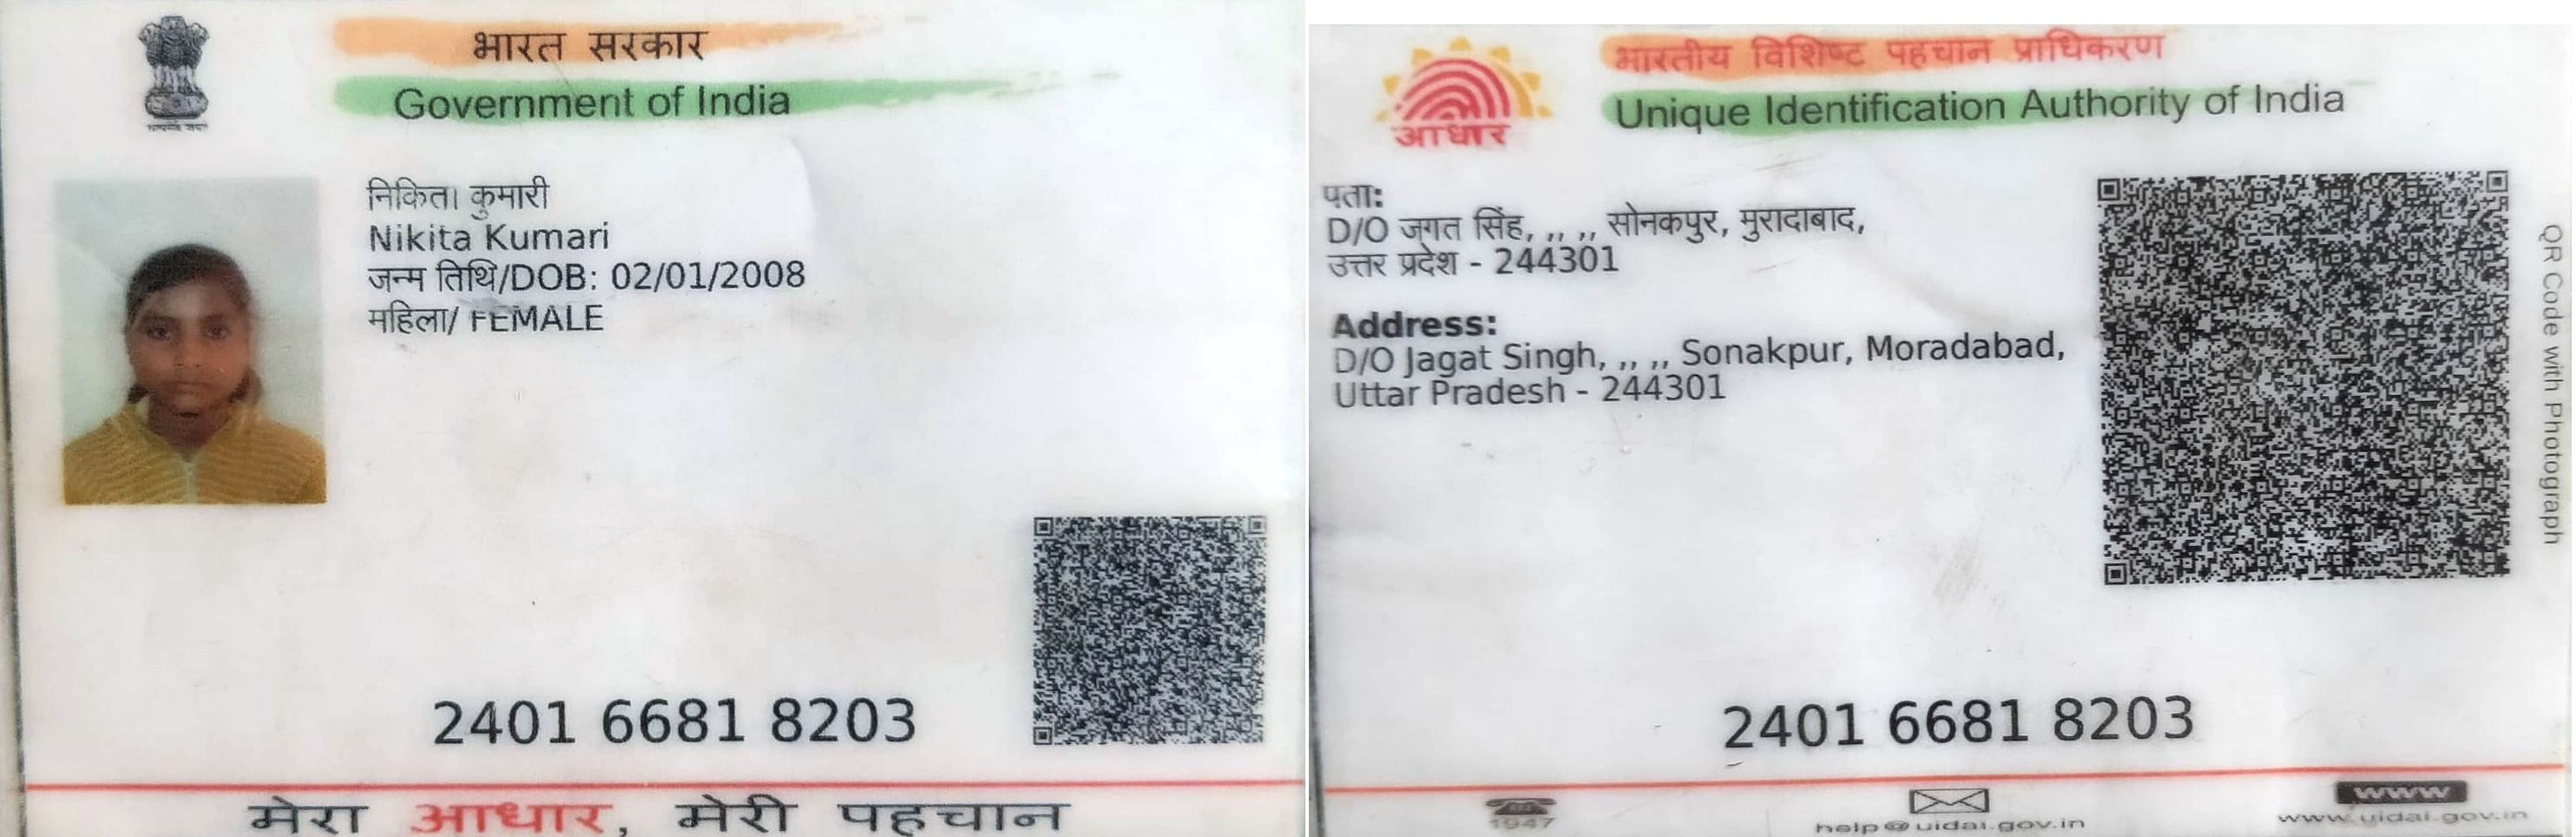 भारत सरकार
Government of India
निकिता कुमारी
Nikita Kumari
जन्म तिथि/DOB: 02/01/2008
महिला/ FEMALE
2401 6681 8203
मेरा आधार, मेरी पहचान
भारतीय विशिष्ट पहचान प्राधिकरण
Unique Identification Authority of India
आधार
पता:
D/O जगत सिंह, ,, ,, सोनकपुर, मुरादाबाद,
उत्तर प्रदेश - 244301
Address:
D/O Jagat Singh, ,, ,, Sonakpur, Moradabad,
Uttar Pradesh - 244301
QR Code with Photograph
2401 6681 8203
1947
help@uidai.gov.in
www
www.uidai.gov.in